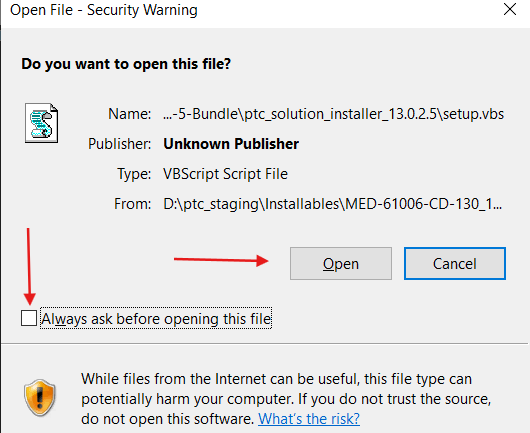 Open File - Security Warning
Do you want to open this file?
Name: ...-5-Bundle\ptc_solution_installer_13.0.2.5\setup.vbs
Publisher: Unknown Publisher
Type: VBScript Script File
From: D:\ptc_staging\Installables\MED-61006-CD-130_1...
Open Cancel
Always ask before opening this file
While files from the Internet can be useful, this file type can
potentially harm your computer. If you do not trust the source,
do not open this software. What's the risk?